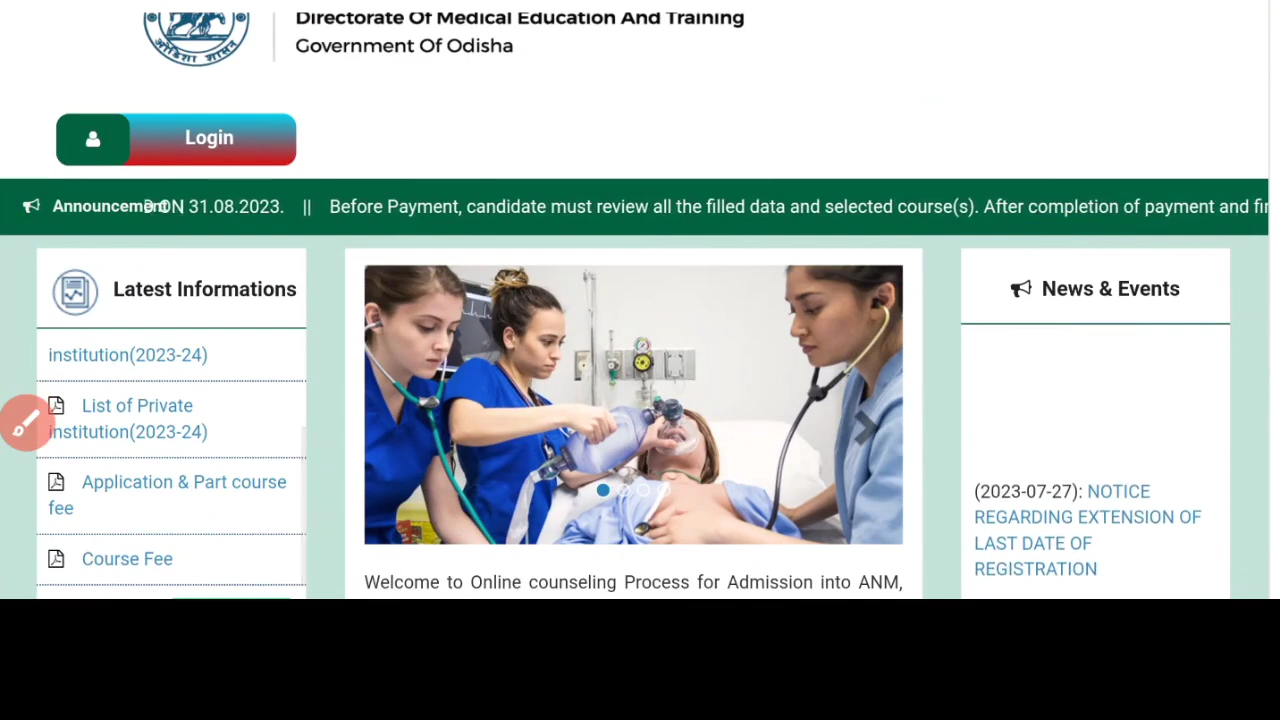 Directorate Of Medical Education And Training
Government Of Odisha
ओडिशा शासन
Login
Announcement ON 31.08.2023. || Before Payment, candidate must review all the filled data and selected course(s). After completion of payment and
Latest Informations
institution(2023-24)
List of Private
institution(2023-24)
Application & Part course
fee
Course Fee
Welcome to Online counseling Process for Admission into ANM,
News & Events
(2023-07-27): NOTICE
REGARDING EXTENSION OF
LAST DATE OF
REGISTRATION